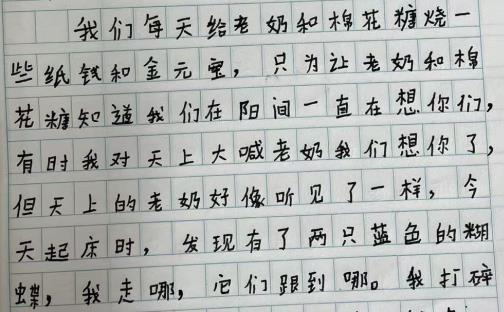 我们每天给老奶和棉花糖烧一
些纸钱和金元宝，只为让老奶和棉
花糖知道我们在阳间一直在想你们，
有时我对天上大喊老奶我们想你了，
但天上的老奶好像听见了一样，今
天起床时，发现有了两只蓝色的糊
蝶，我走哪，它们跟到哪。我打碎